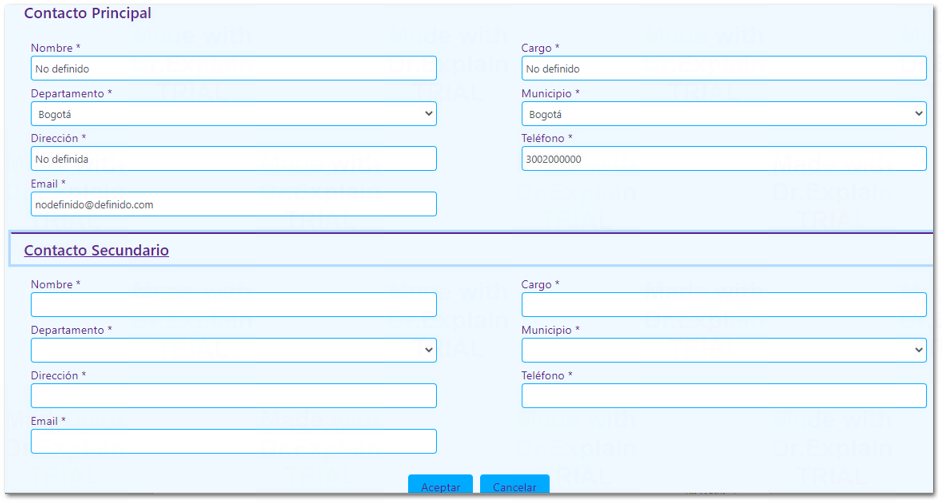 Contacto Principal
Nombre * Cargo *
No definido No definido
Departamento * Municipio *
Bogotá Bogotá
Dirección * Teléfono *
No definida 3002000000
Email *
nodefinido@definido.com
Contacto Secundario
Nombre * Cargo *
Departamento * Municipio *
Dirección * Teléfono *
Email *
Aceptar Cancelar